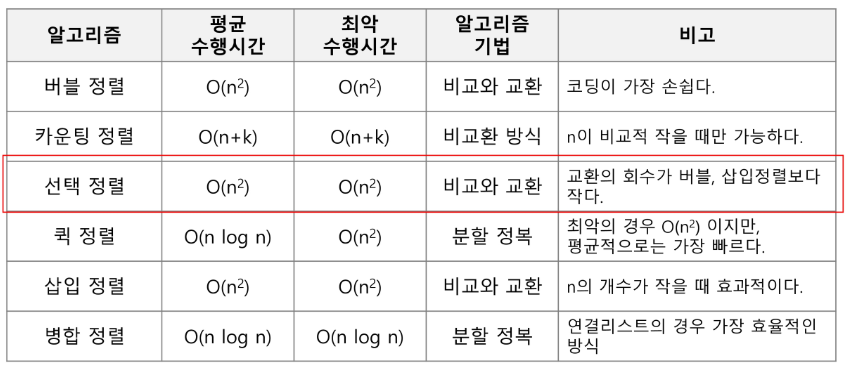 알고리즘 평균 수행시간 최악 수행시간 알고리즘 기법 비고
버블 정렬 O(n²) O(n²) 비교와 교환 코딩이 가장 손쉽다.
카운팅 정렬 O(n+k) O(n+k) 비교환 방식 n이 비교적 작을 때만 가능하다.
선택 정렬 O(n²) O(n²) 비교와 교환 교환의 회수가 버블, 삽입정렬보다
작다.
퀵 정렬 O(n log n) O(n²) 분할 정복 최악의 경우 O(n²) 이지만,
평균적으로는 가장 빠르다.
삽입 정렬 O(n²) O(n²) 비교와 교환 n의 개수가 작을 때 효과적이다.
병합 정렬 O(n log n) O(n log n) 분할 정복 연결리스트의 경우 가장 효율적인
방식